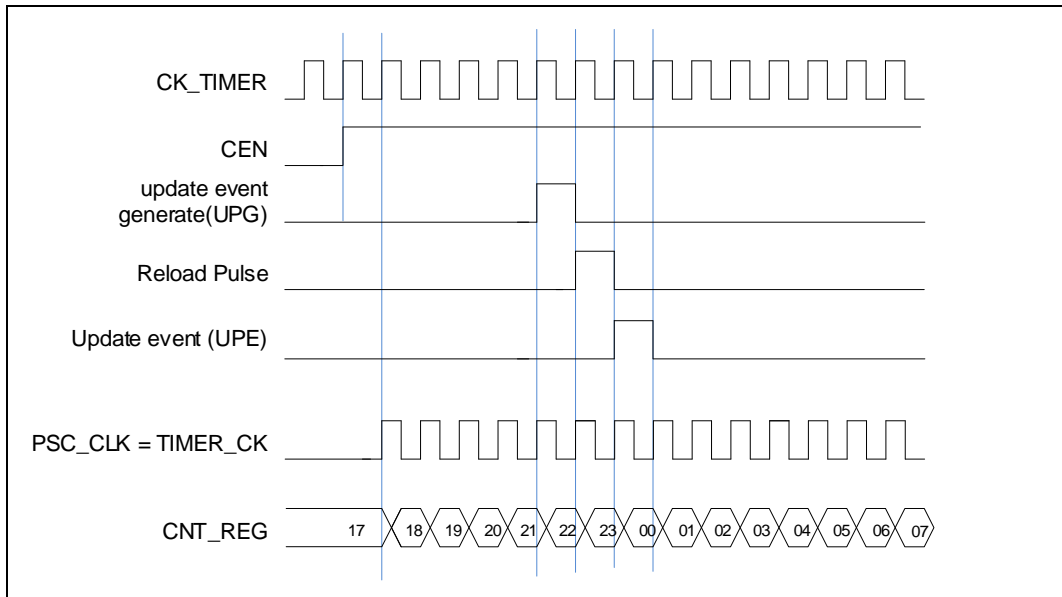 CK_TIMER
CEN
update event
generate(UPG)
Reload Pulse
Update event (UPE)
PSC_CLK = TIMER_CK
CNT_REG 17 18 19 20 21 22 23 00 01 02 03 04 05 06 07